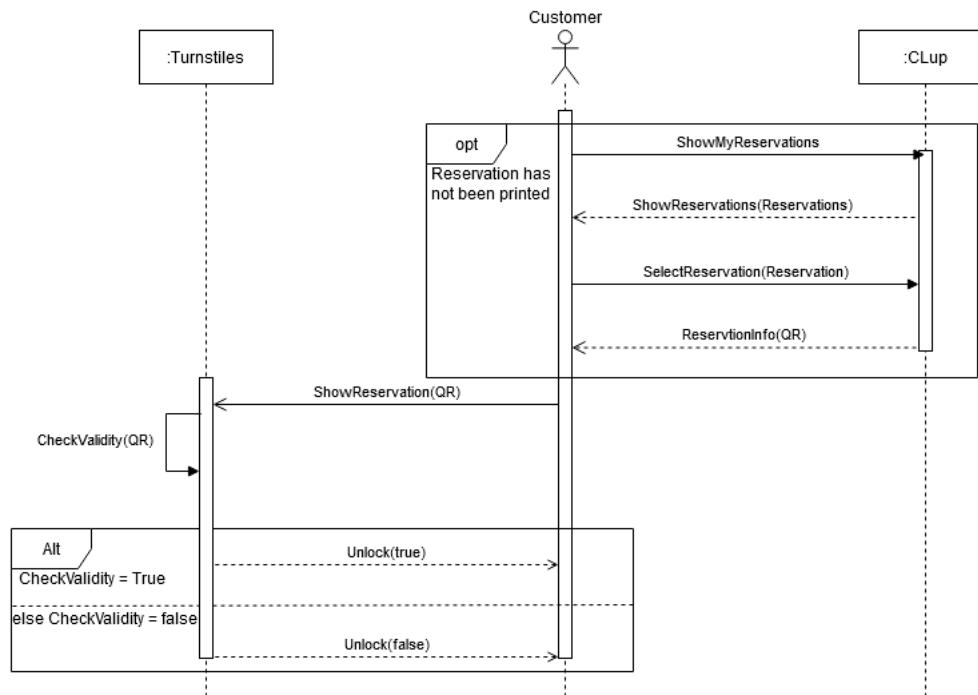 Customer
:Turnstiles
:CLup
opt
ShowMyReservations
Reservation has
not been printed
ShowReservations(Reservations)
SelectReservation(Reservation)
ReservtionInfo(QR)
ShowReservation(QR)
CheckValidity(QR)
Alt
Unlock(true)
CheckValidity = True
else CheckValidity = false
Unlock(false)